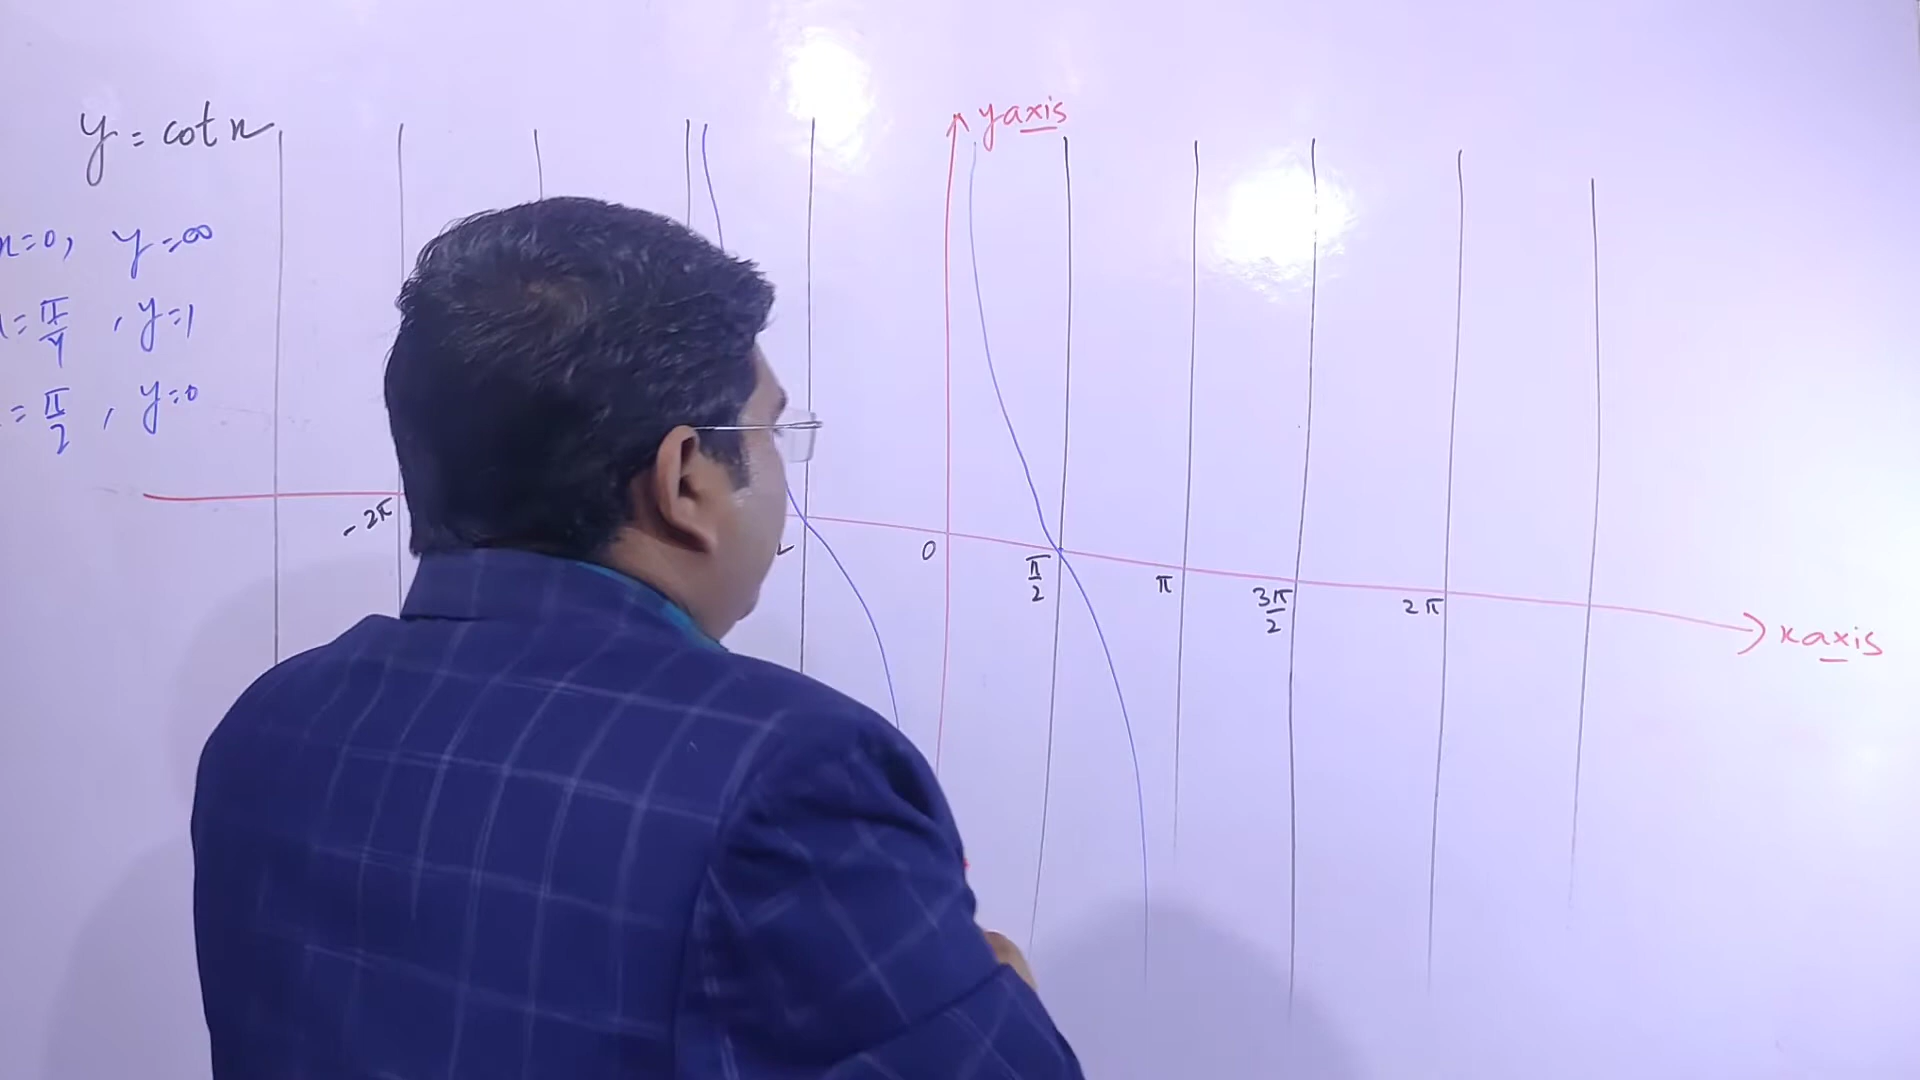 y = cot x
y axis
x=0, y=∞
x = π/4, y=1
= π/2, y=0
-2π
0
π/2
π
3π/2
2π
x axis